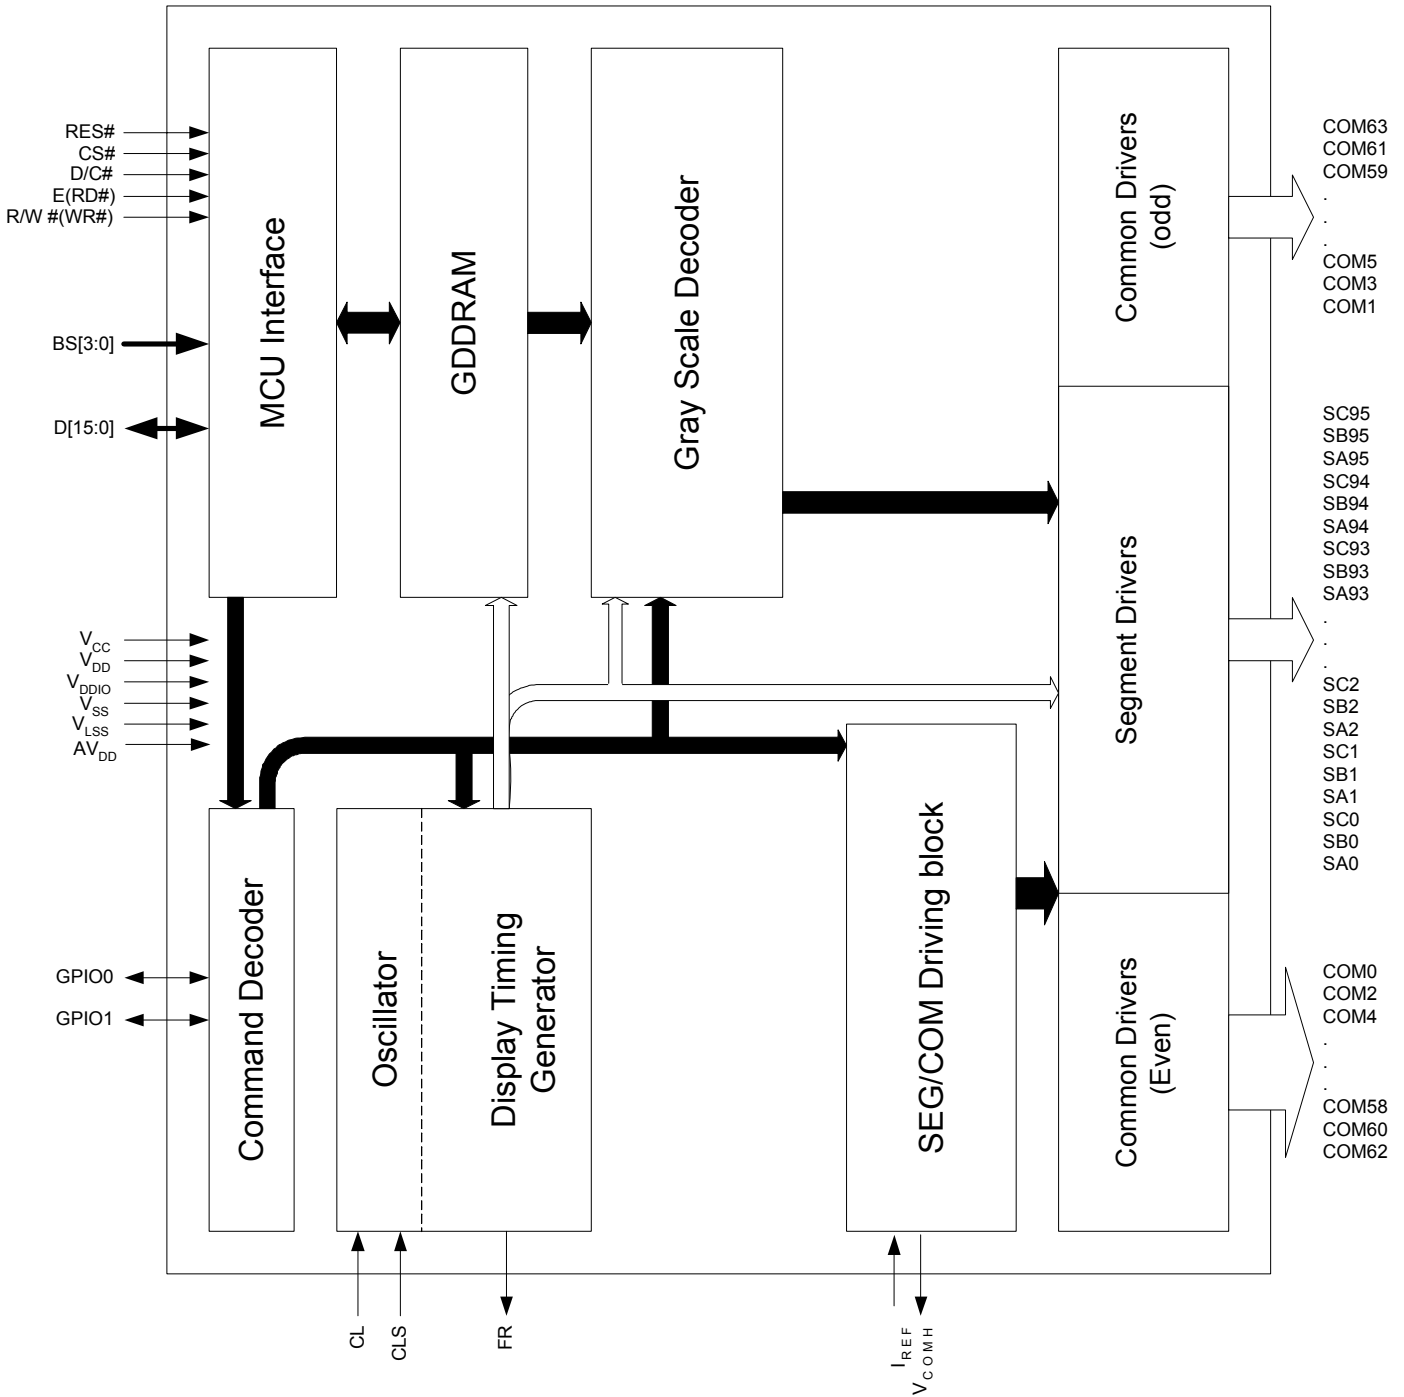 RES#
CS#
D/C#
E(RD#)
R/W #(WR#)
BS[3:0]
D[15:0]
MCU Interface
GDDRAM
Gray Scale Decoder
Common Drivers
(odd)
COM63
COM61
COM59
.
.
.
COM5
COM3
COM1
Segment Drivers
SC95
SB95
SA95
SC94
SB94
SA94
SC93
SB93
SA93
.
.
.
SC2
SB2
SA2
SC1
SB1
SA1
SC0
SB0
SA0
VCC
VDD
VDDIO
VSS
VLSS
AVDD
GPIO0
GPIO1
Command Decoder
Oscillator
Display Timing
Generator
SEG/COM Driving block
Common Drivers
(Even)
COM0
COM2
COM4
.
.
.
COM58
COM60
COM62
CL
CLS
FR
IREF
VCOMH